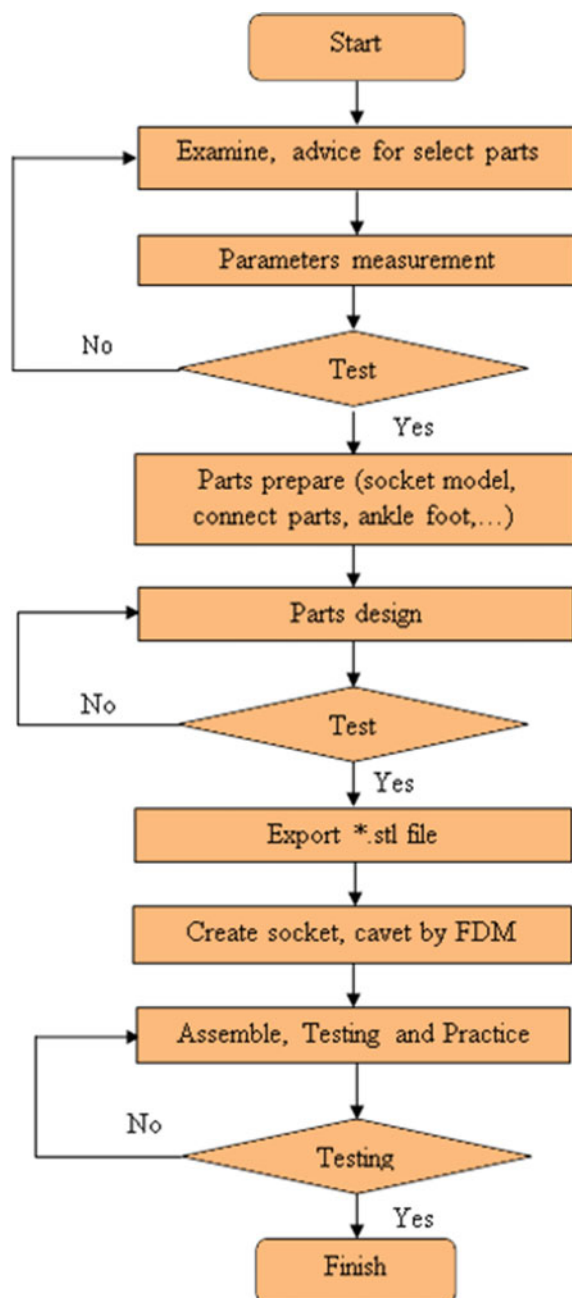 Start
Examine, advice for select parts
Parameters measurement
No
Test
Yes
Parts prepare (socket model,
connect parts, ankle foot,...)
Parts design
No
Test
Yes
Export *.stl file
Create socket, cavet by FDM
Assemble, Testing and Practice
No
Testing
Yes
Finish